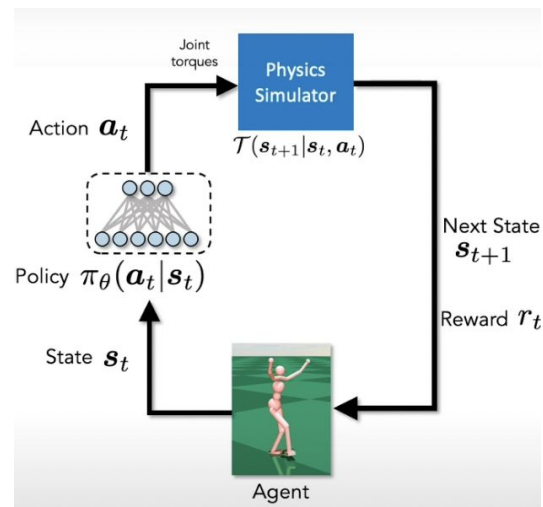 Joint
torques
Physics
Simulator
Action a_t
𝒯(s_{t+1}|s_t, a_t)
Next State
s_{t+1}
Policy π_θ(a_t|s_t)
Reward r_t
State s_t
Agent